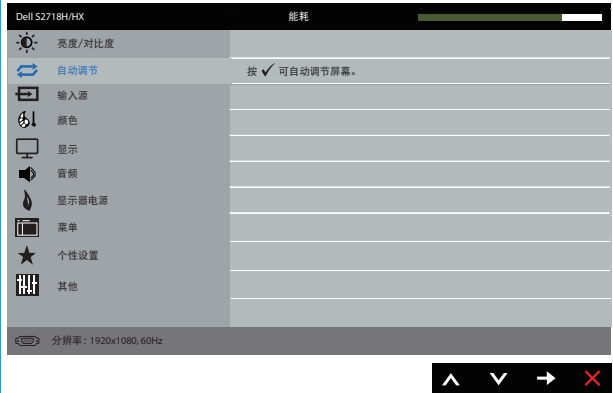 Dell S2718H/HX 能耗
亮度/对比度
自动调节 按 ✓ 可自动调节屏幕。
输入源
颜色
显示
音频
显示器电源
菜单
个性设置
其他
分辨率: 1920x1080, 60Hz